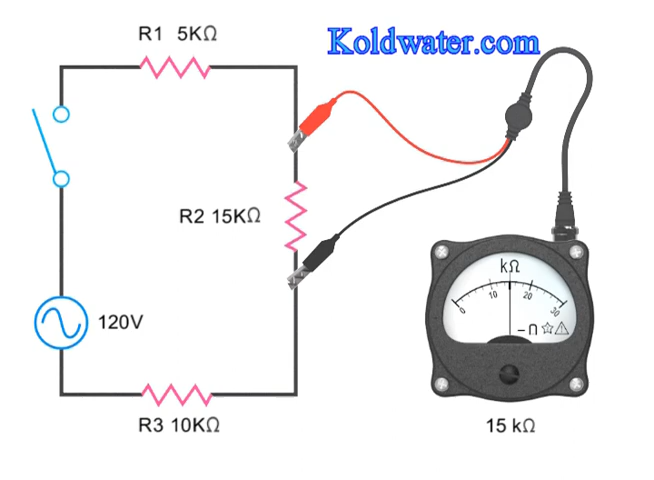 R1 5KΩ
Koldwater.com
R2 15KΩ
kΩ
0 10 20 30
120V
R3 10KΩ
15 kΩ